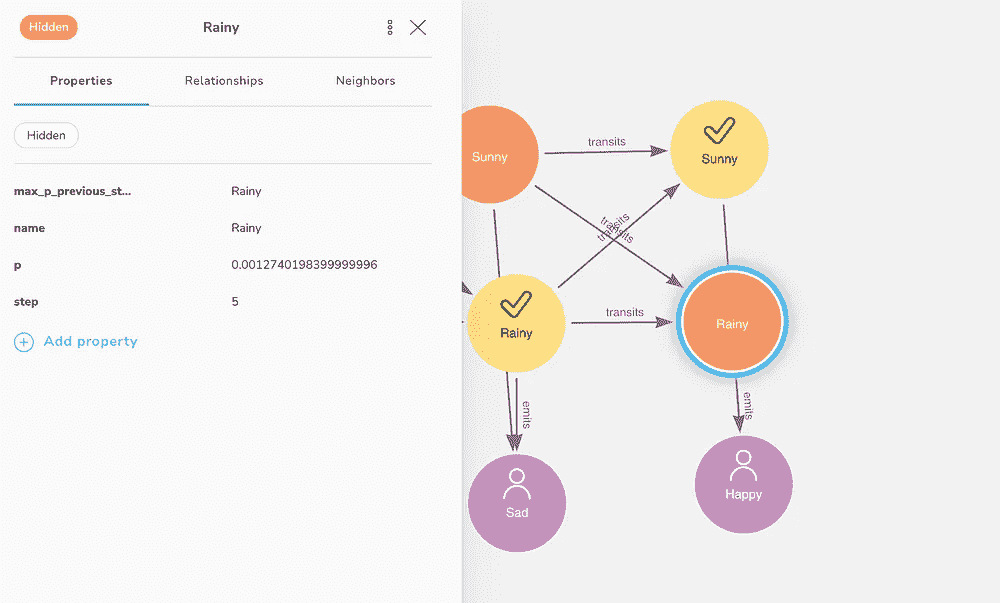 Hidden
Rainy
Properties
Relationships
Neighbors
Hidden
max_p_previous_st... Rainy
name Rainy
p 0.0012740198399999996
step 5
Add property
Sunny
transits
Sunny
transits
transits
Rainy
transits
Rainy
emits
emits
Sad
Happy